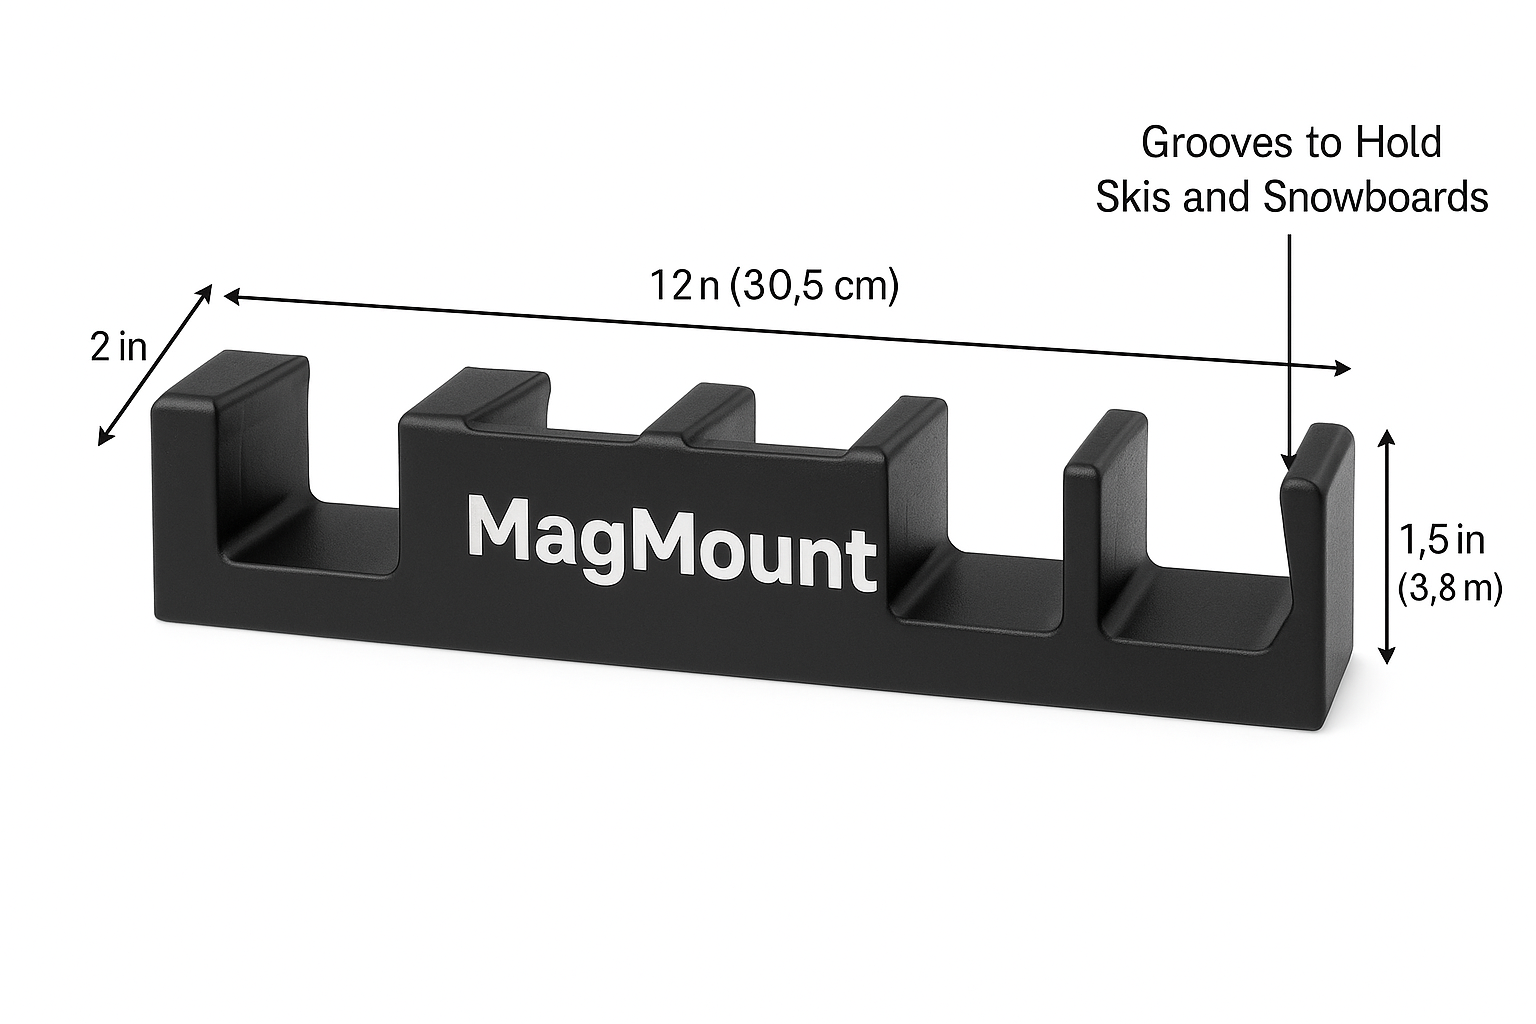 Grooves to Hold
Skis and Snowboards
12 n (30,5 cm)
2 in
MagMount
1,5 in
(3,8 m)